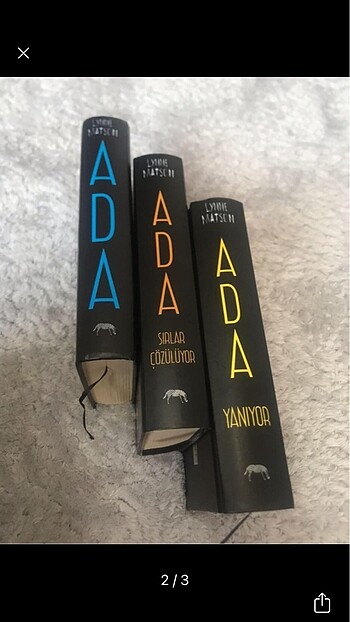 LYNNE
MATSON
ADA
LYNNE
MATSON
ADA
SIRLAR
ÇÖZÜLÜYOR
LYNNE
MATSON
ADA
YANIYOR
2 / 3